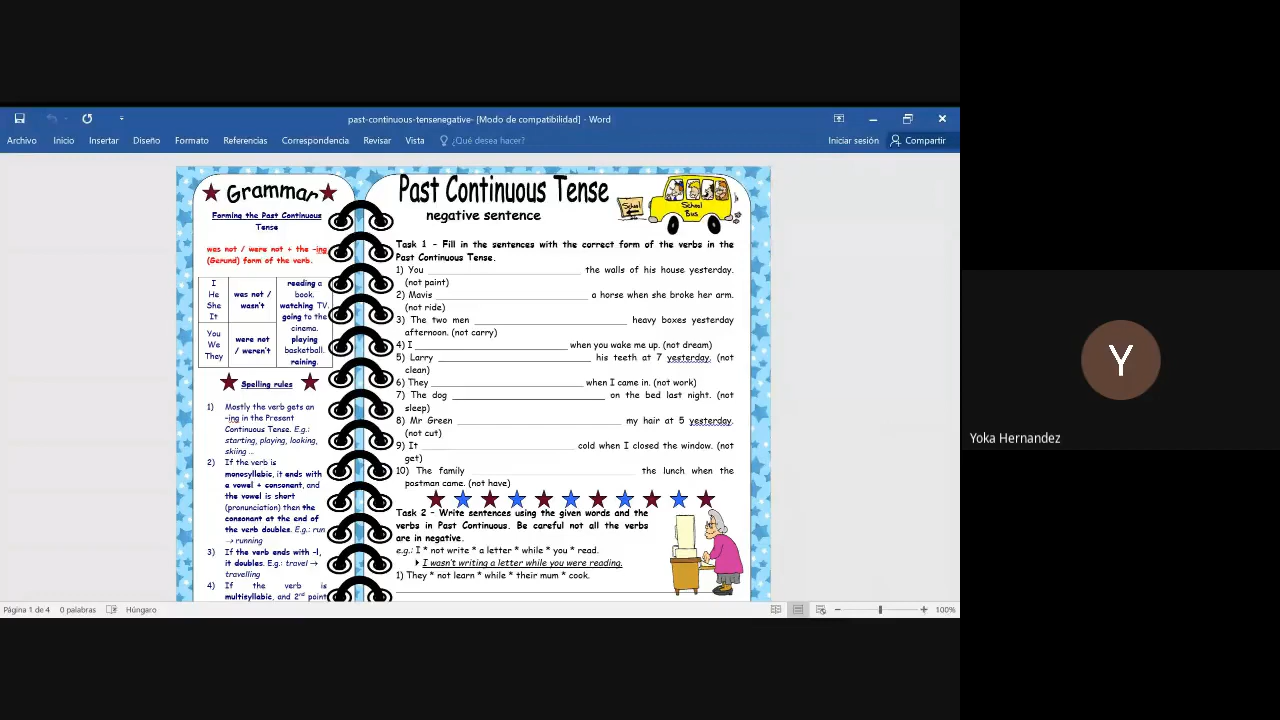 past-continuous-tensenegative- [Modo de compatibilidad] - Word
Archivo Inicio Insertar Diseño Formato Referencias Correspondencia Revisar Vista ¿Qué desea hacer? Iniciar sesión Compartir
Grammar
Forming the Past Continuous
Tense
was not / were not + the -ing
(Gerund) form of the verb.
I
He
She
It
was not /
wasn't
You
We
They
were not
/ weren't
reading a
book.
watching TV.
going to the
cinema.
playing
basketball.
raining.
Spelling rules
1) Mostly the verb gets an
-ing in the Present
Continuous Tense. E.g.:
starting, playing, looking,
skiing ...
2) If the verb is
monosyllabic, it ends with
a vowel + consonant, and
the vowel is short
(pronunciation) then the
consonant at the end of
the verb doubles. E.g.: run
→ running
3) If the verb ends with -l,
it doubles. E.g.: travel →
travelling
4) If the verb is
multisyllabic, and 2nd point
Past Continuous Tense
negative sentence
School
School
Bus
Task 1 - Fill in the sentences with the correct form of the verbs in the
Past Continuous Tense.
1) You ______________ the walls of his house yesterday.
(not paint)
2) Mavis ______________ a horse when she broke her arm.
(not ride)
3) The two men ______________ heavy boxes yesterday
afternoon. (not carry)
4) I ______________ when you wake me up. (not dream)
5) Larry ______________ his teeth at 7 yesterday. (not
clean)
6) They ______________ when I came in. (not work)
7) The dog ______________ on the bed last night. (not
sleep)
8) Mr Green ______________ my hair at 5 yesterday.
(not cut)
9) It ______________ cold when I closed the window. (not
get)
10) The family ______________ the lunch when the
postman came. (not have)
Task 2 - Write sentences using the given words and the
verbs in Past Continuous. Be careful not all the verbs
are in negative.
e.g.: I * not write * a letter * while * you * read.
I wasn't writing a letter while you were reading.
1) They * not learn * while * their mum * cook.
Página 1 de 4 0 palabras Húngaro 100%
Y
Yoka Hernandez